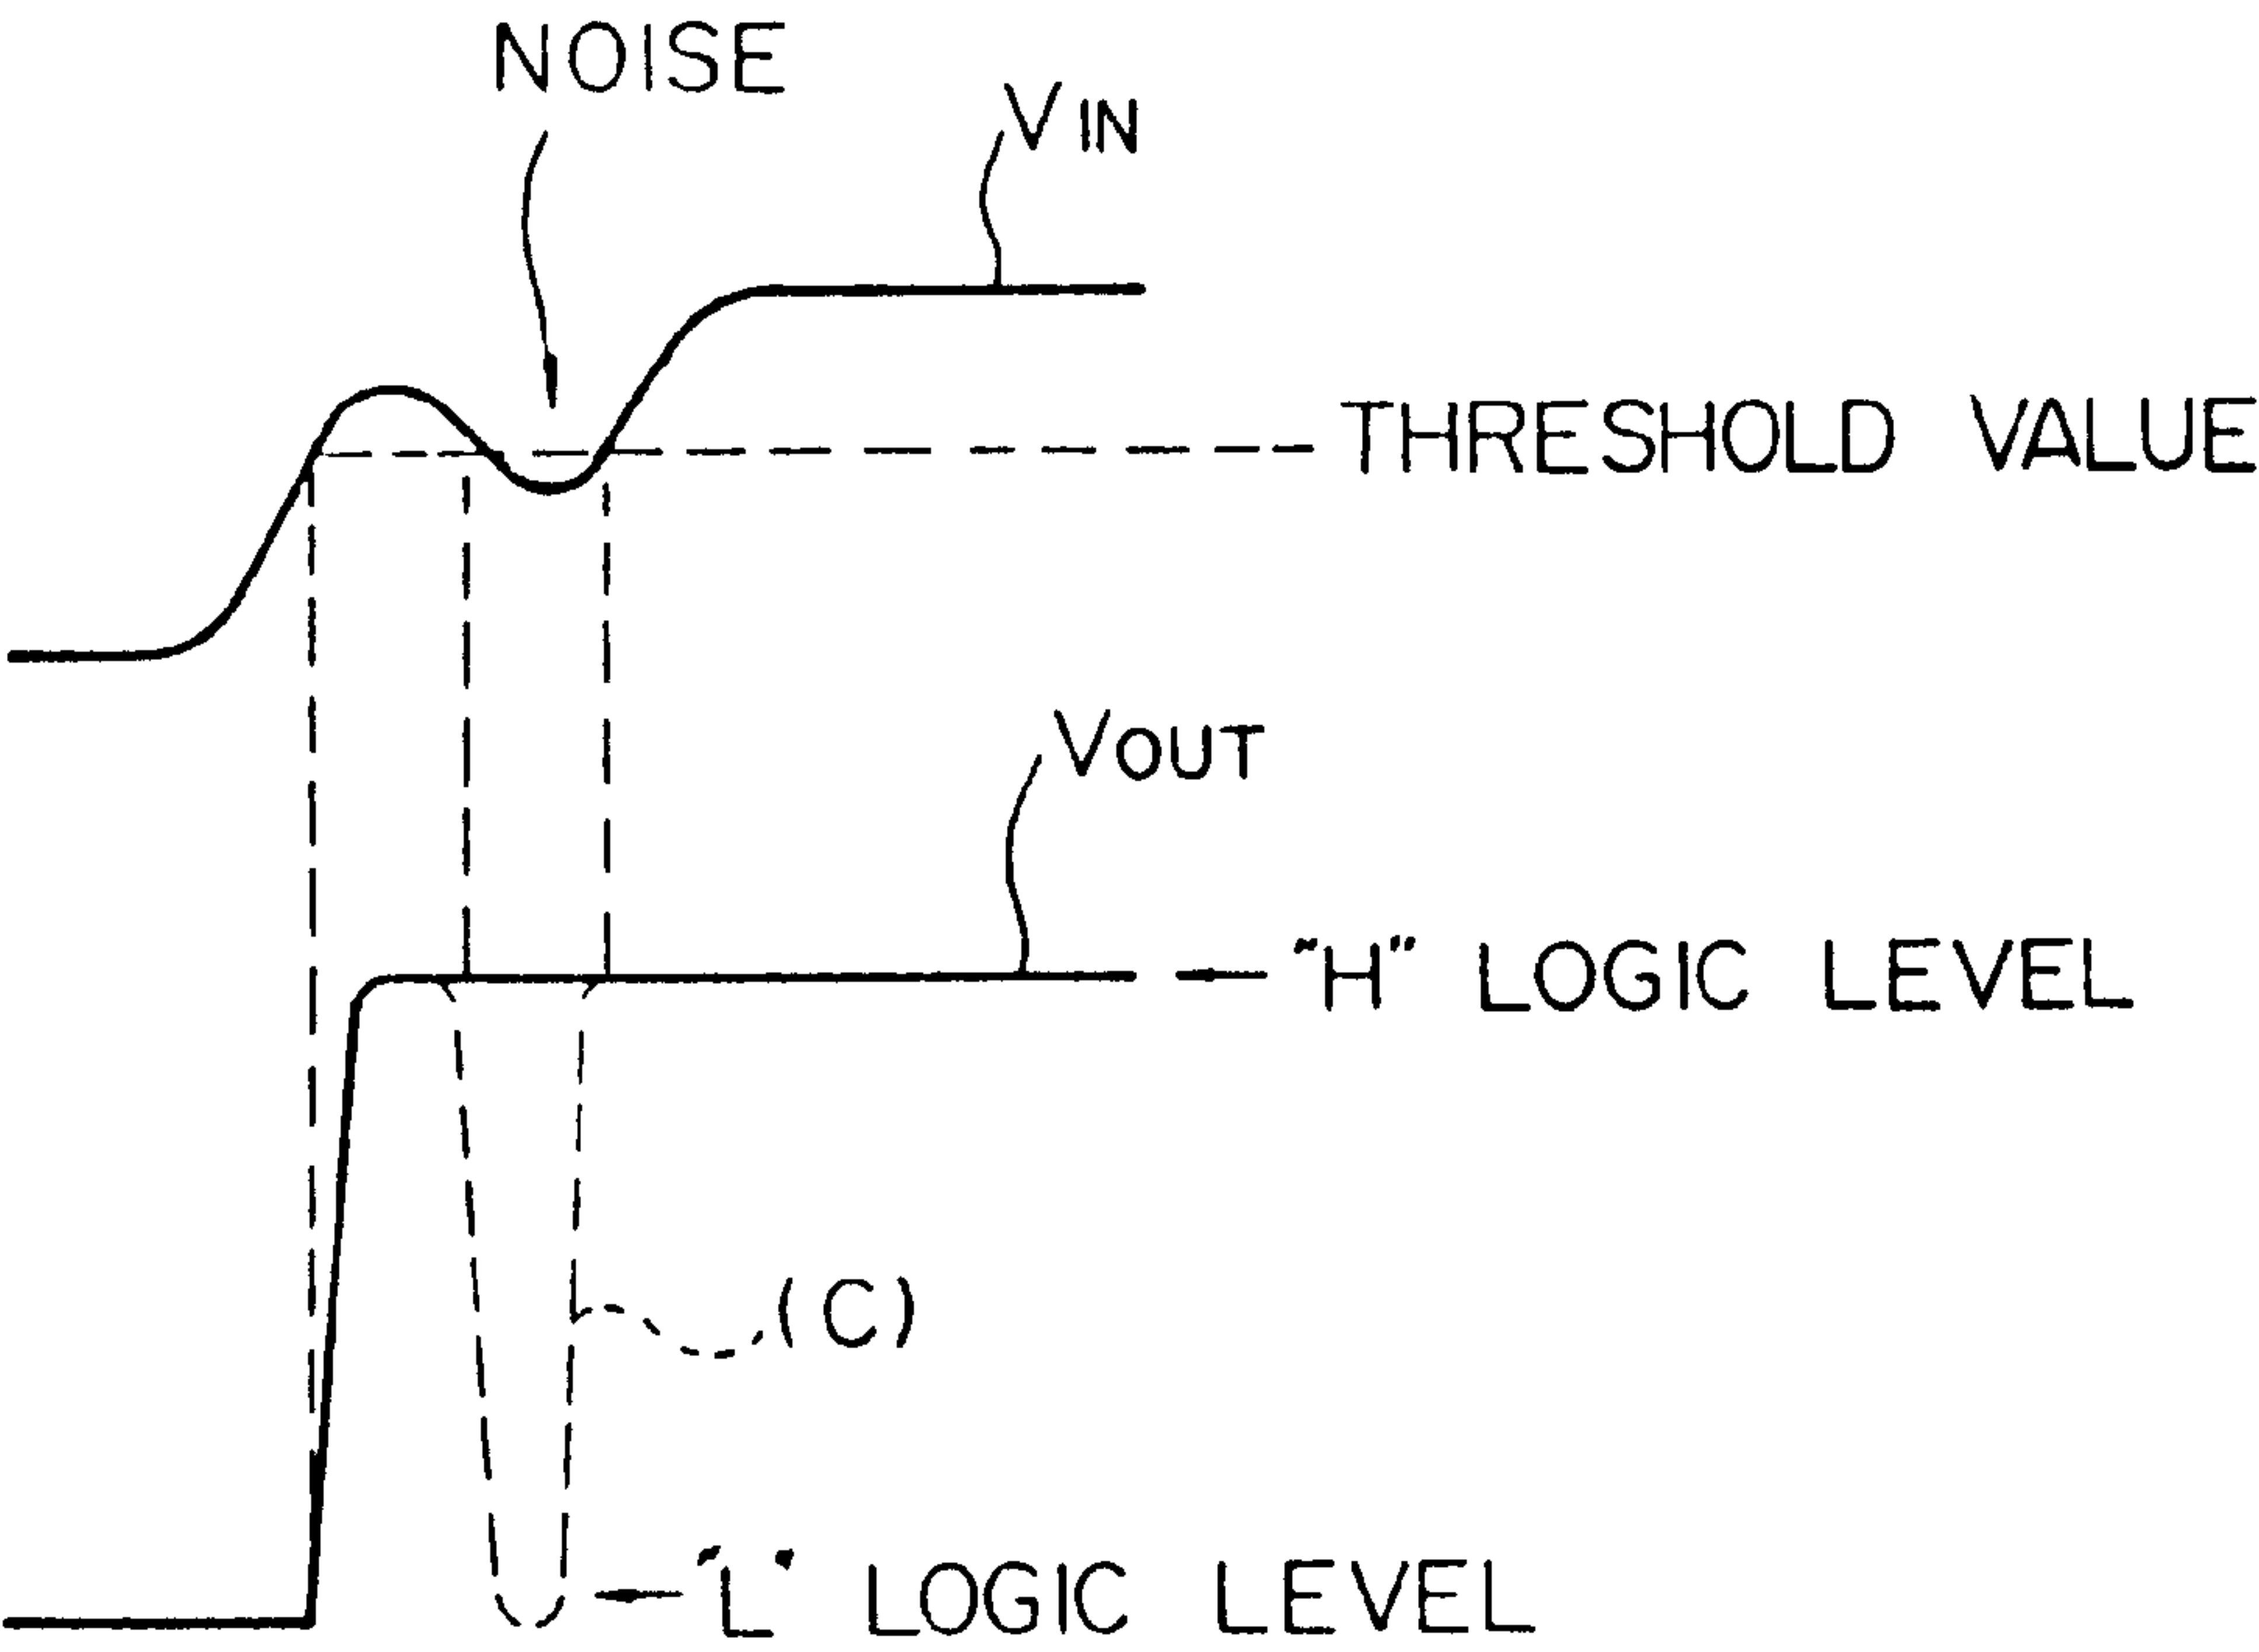 NOISE
VIN
THRESHOLD VALUE
VOUT
"H" LOGIC LEVEL
(C)
"L" LOGIC LEVEL